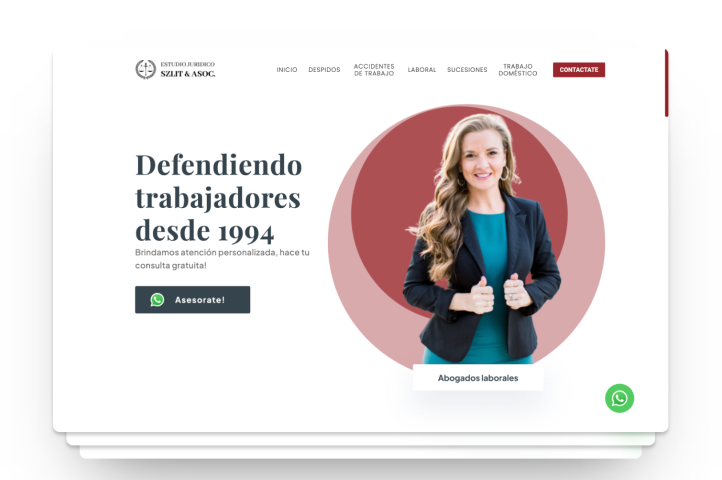 ESTUDIO JURIDICO
SZLIT & ASOC.
INICIO
DESPIDOS
ACCIDENTES
DE TRABAJO
LABORAL
SUCESIONES
TRABAJO
DOMÉSTICO
CONTACTATE
Defendiendo
trabajadores
desde 1994
Brindamos atención personalizada, hace tu
consulta gratuita!
Asesorate!
Abogados laborales